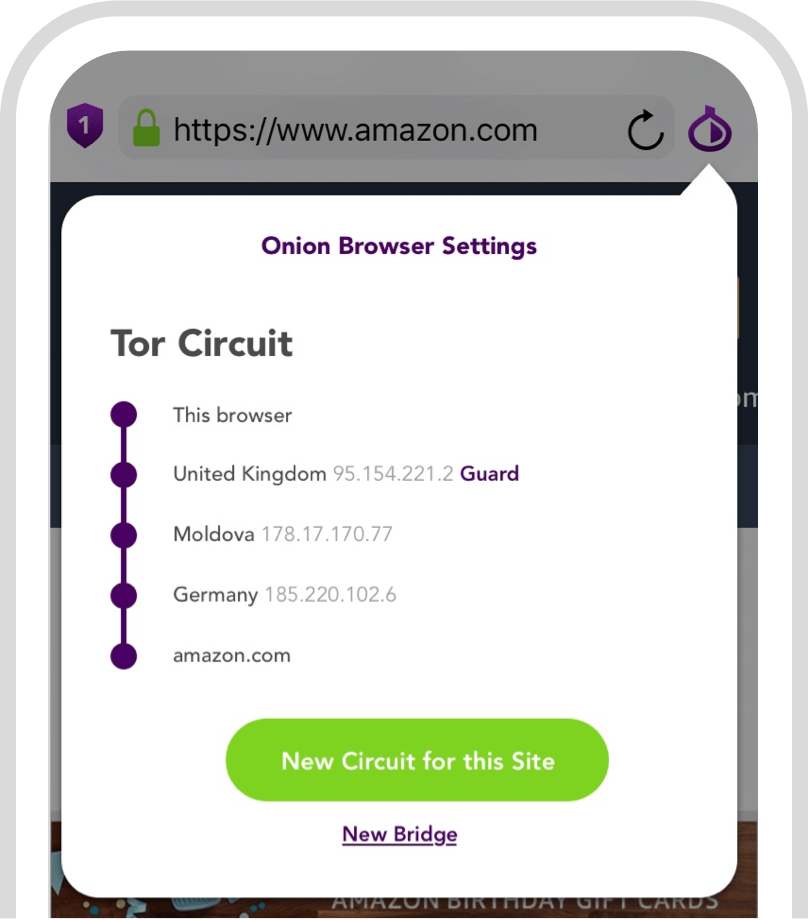 1
https://www.amazon.com
Onion Browser Settings
Tor Circuit
This browser
United Kingdom 95.154.221.2 Guard
Moldova 178.17.170.77
Germany 185.220.102.6
amazon.com
New Circuit for this Site
New Bridge
AMAZON BIRTHDAY GIFT CARDS